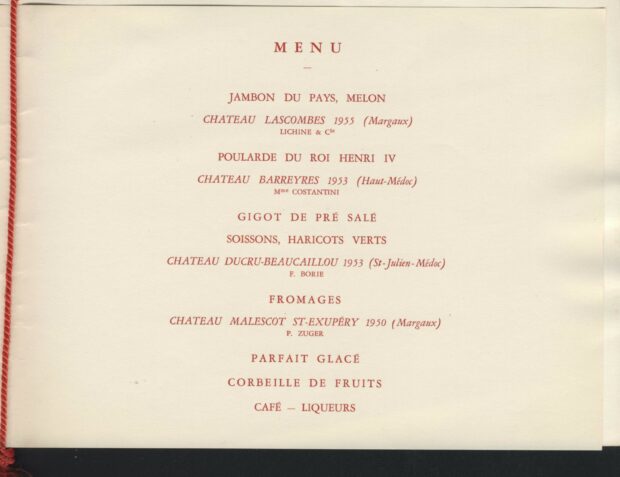 MENU
JAMBON DU PAYS, MELON
CHATEAU LASCOMBES 1955 (Margaux)
LICHINE & Cie
POULARDE DU ROI HENRI IV
CHATEAU BARREYRES 1953 (Haut-Médoc)
Mme COSTANTINI
GIGOT DE PRÉ SALÉ
SOISSONS, HARICOTS VERTS
CHATEAU DUCRU-BEAUCAILLOU 1953 (St-Julien-Médoc)
F. BORIE
FROMAGES
CHATEAU MALESCOT ST-EXUPÉRY 1950 (Margaux)
P. ZUGER
PARFAIT GLACÉ
CORBEILLE DE FRUITS
CAFÉ — LIQUEURS